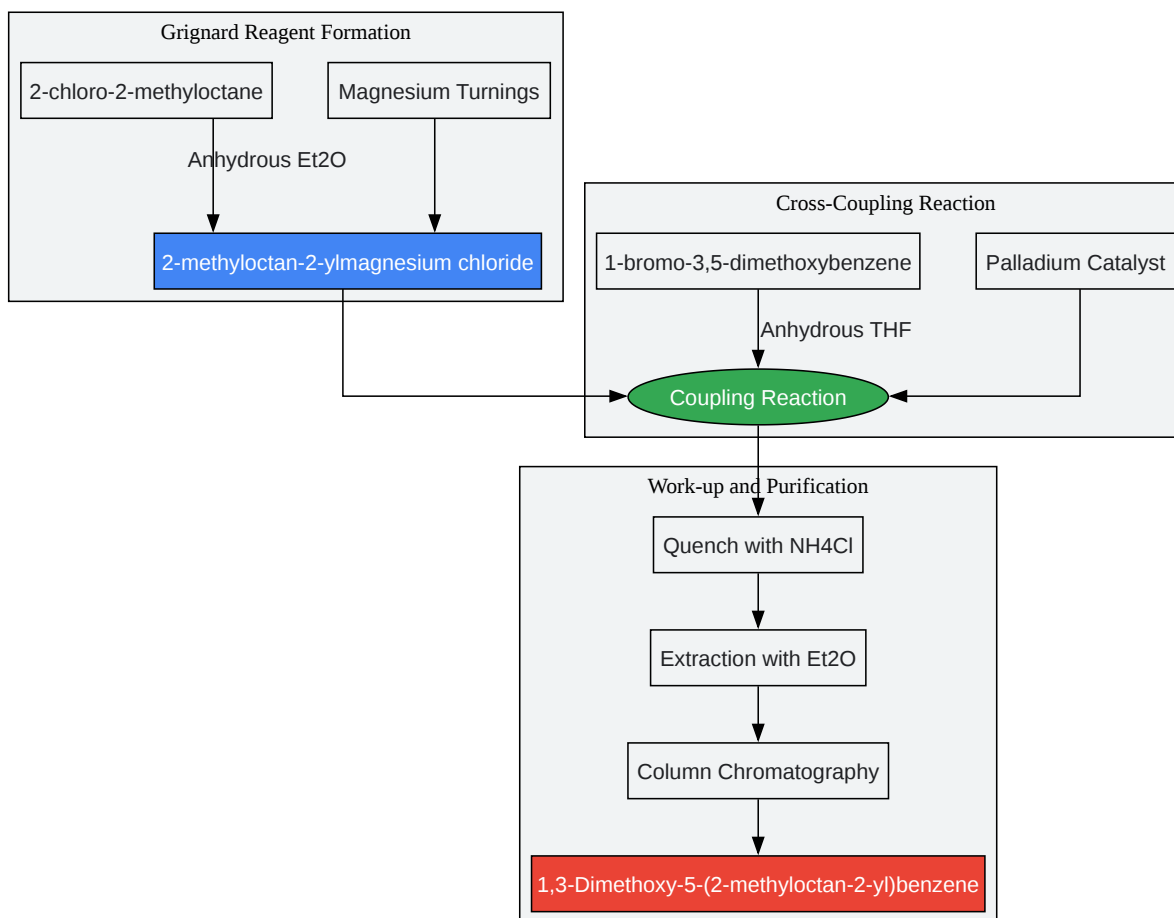 Grignard Reagent Formation
2-chloro-2-methyloctane
Magnesium Turnings
Anhydrous Et2O
2-methyloctan-2-ylmagnesium chloride
Cross-Coupling Reaction
1-bromo-3,5-dimethoxybenzene
Palladium Catalyst
Anhydrous THF
Coupling Reaction
Work-up and Purification
Quench with NH4Cl
Extraction with Et2O
Column Chromatography
1,3-Dimethoxy-5-(2-methyloctan-2-yl)benzene